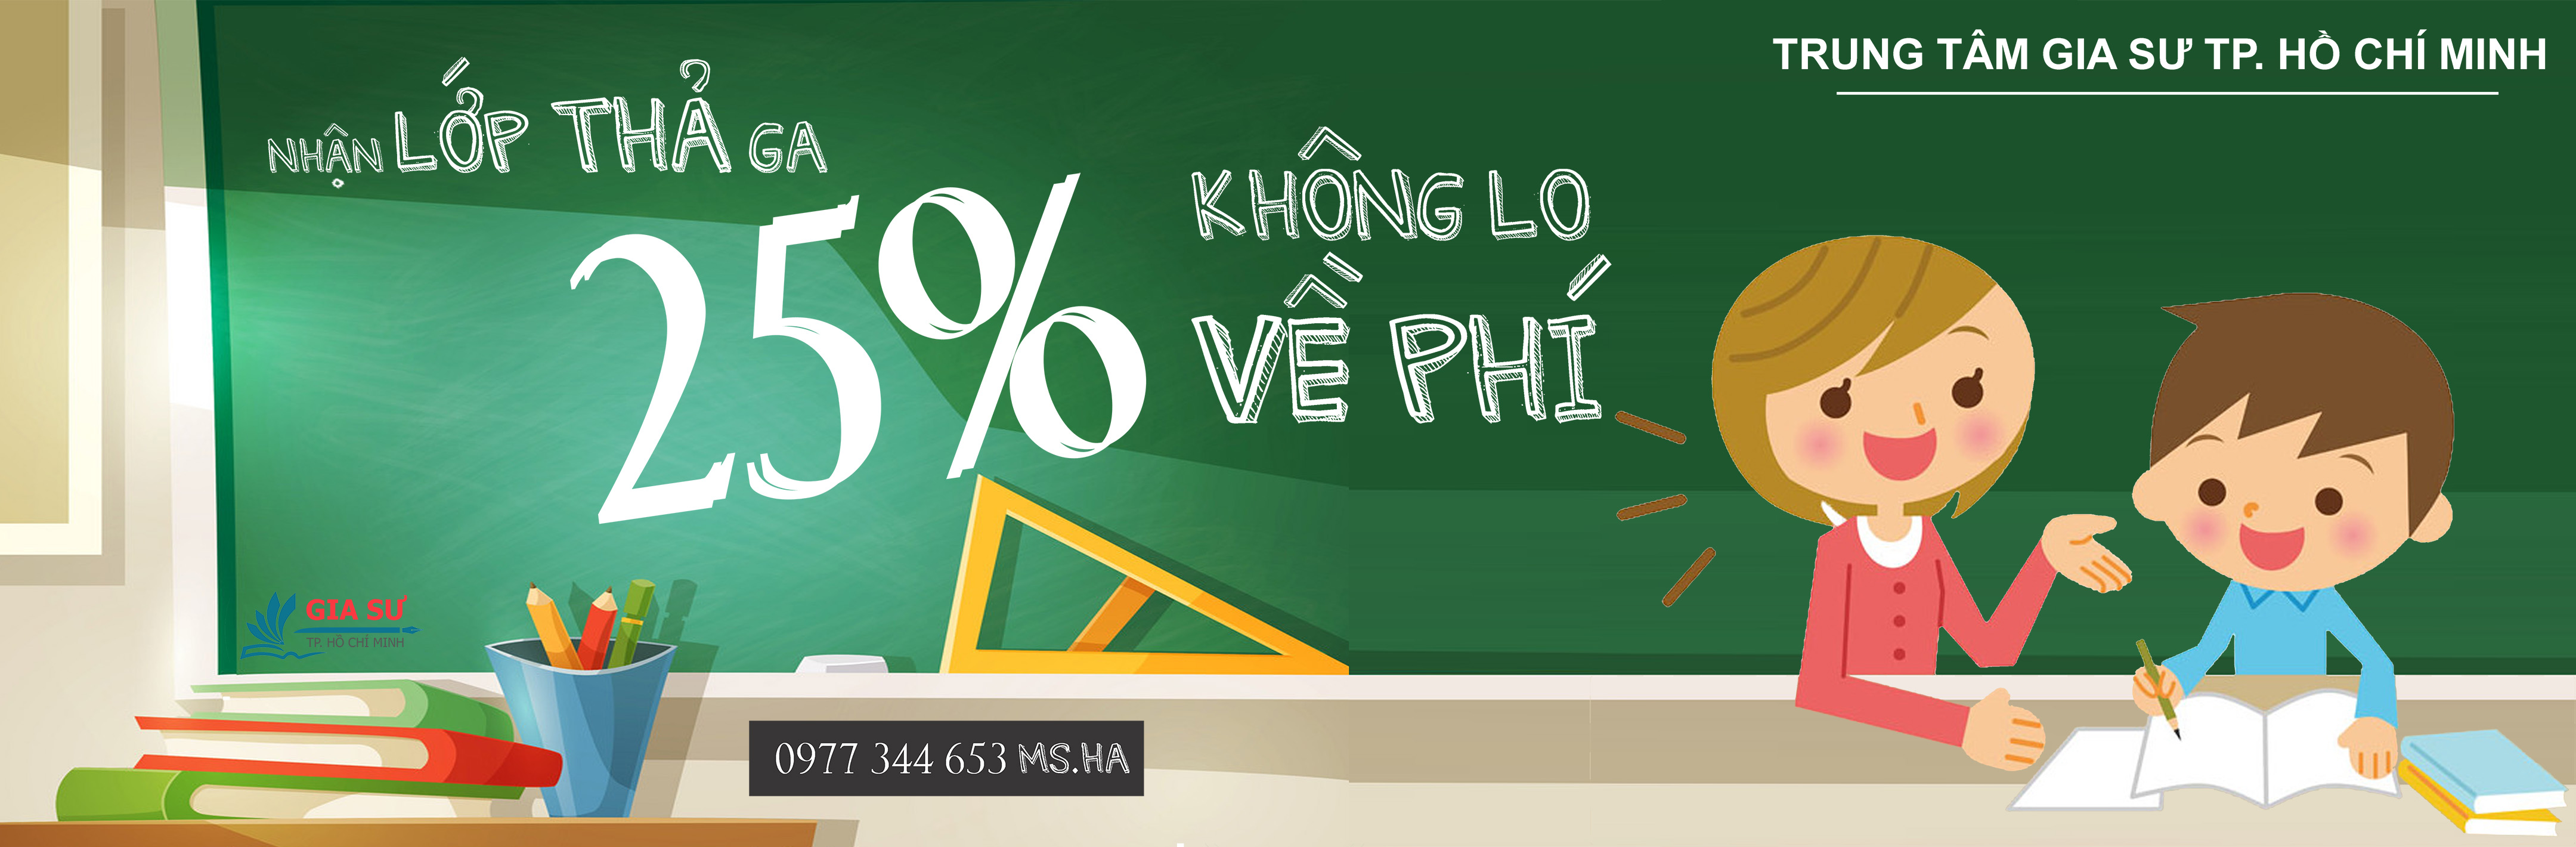 TRUNG TÂM GIA SƯ TP. HỒ CHÍ MINH
NHẬN LỚP THẢ GA
25%
KHÔNG LO
VỀ PHÍ
GIA SƯ
TP. HỒ CHÍ MINH
0977 344 653 MS.HA